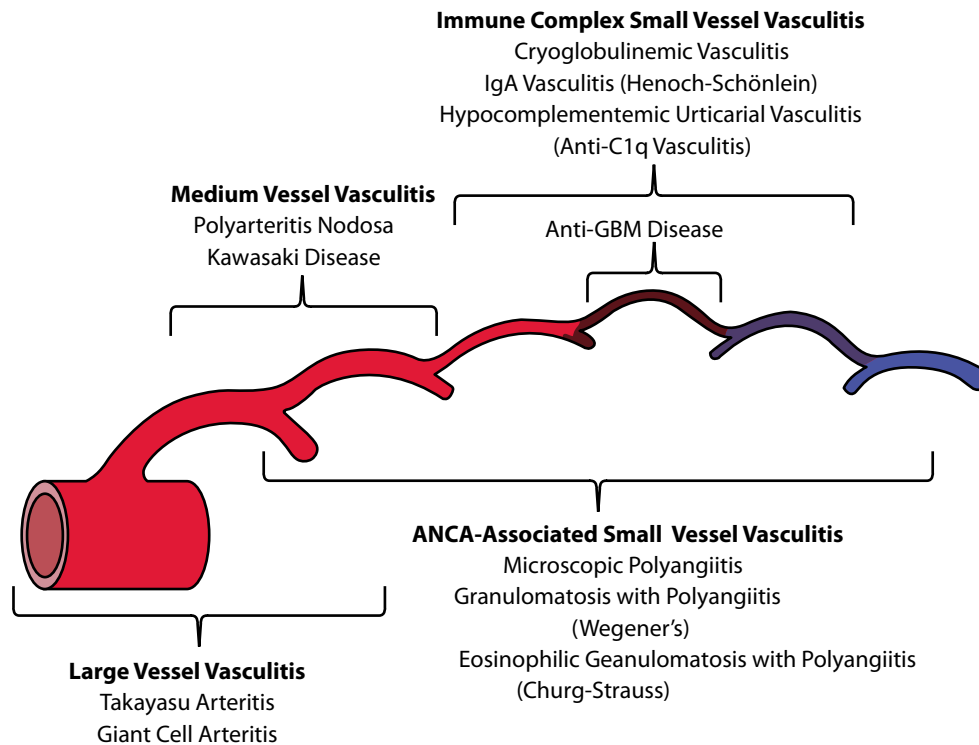 Immune Complex Small Vessel Vasculitis
Cryoglobulinemic Vasculitis
IgA Vasculitis (Henoch-Schönlein)
Hypocomplementemic Urticarial Vasculitis
(Anti-C1q Vasculitis)
Medium Vessel Vasculitis
Polyarteritis Nodosa
Kawasaki Disease
Anti-GBM Disease
ANCA-Associated Small Vessel Vasculitis
Microscopic Polyangiitis
Granulomatosis with Polyangiitis
(Wegener's)
Eosinophilic Geanulomatosis with Polyangiitis
(Churg-Strauss)
Large Vessel Vasculitis
Takayasu Arteritis
Giant Cell Arteritis